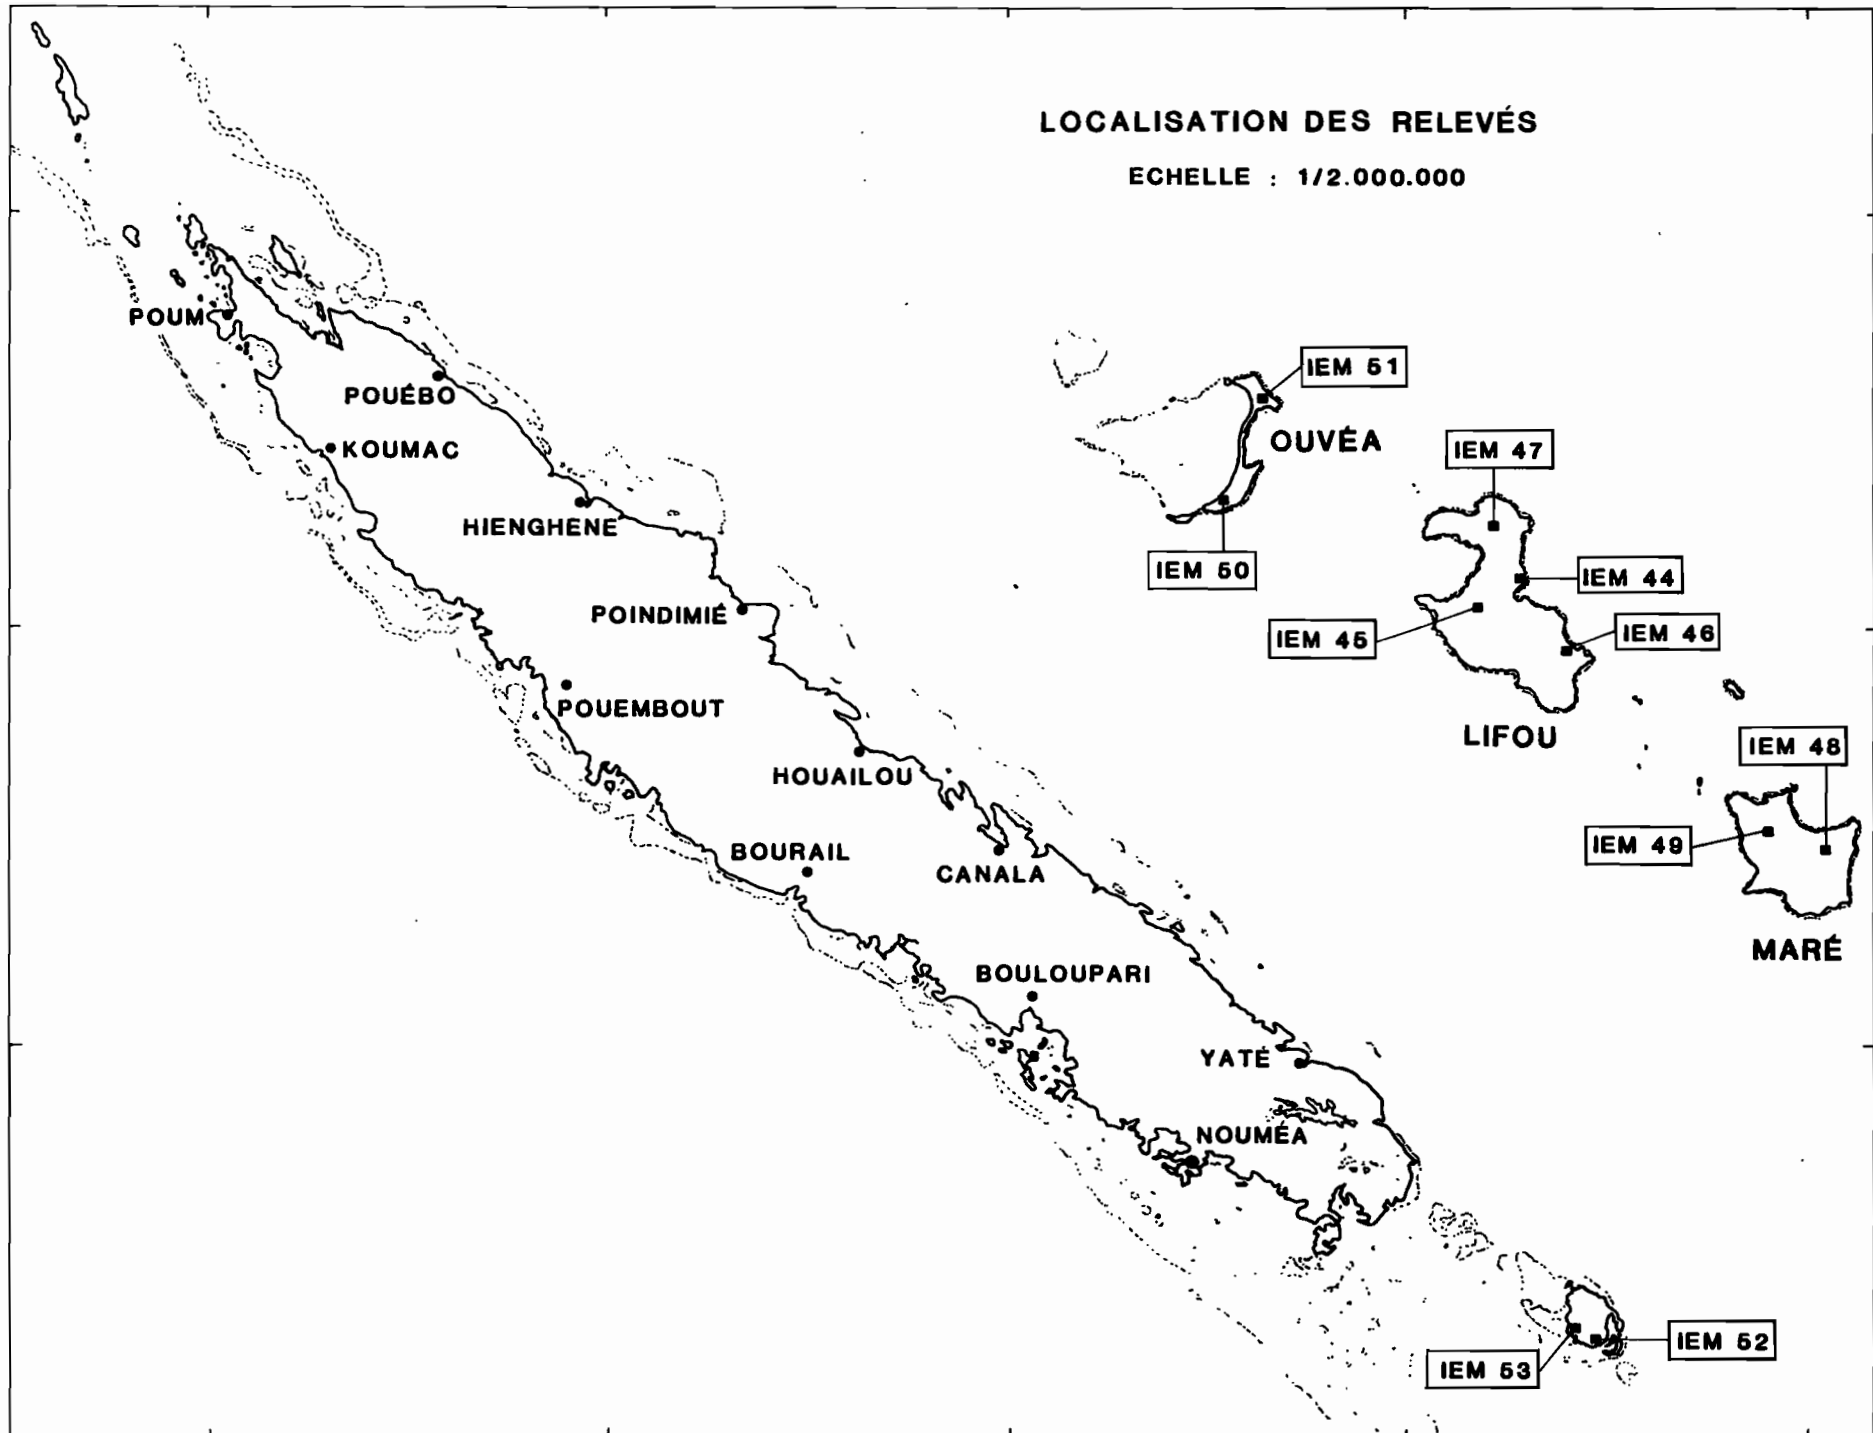 LOCALISATION DES RELEVÉS
ECHELLE : 1/2.000.000
POUM
POUÉBO
KOUMAC
HIENGHENE
POINDIMIÉ
POUEMBOUT
HOUAILOU
BOURAIL
CANALA
BOULOUPARI
YATÉ
NOUMÉA
IEM 51
OUVÉA
IEM 50
IEM 47
IEM 44
IEM 45
IEM 46
LIFOU
IEM 48
IEM 49
MARÉ
IEM 52
IEM 53